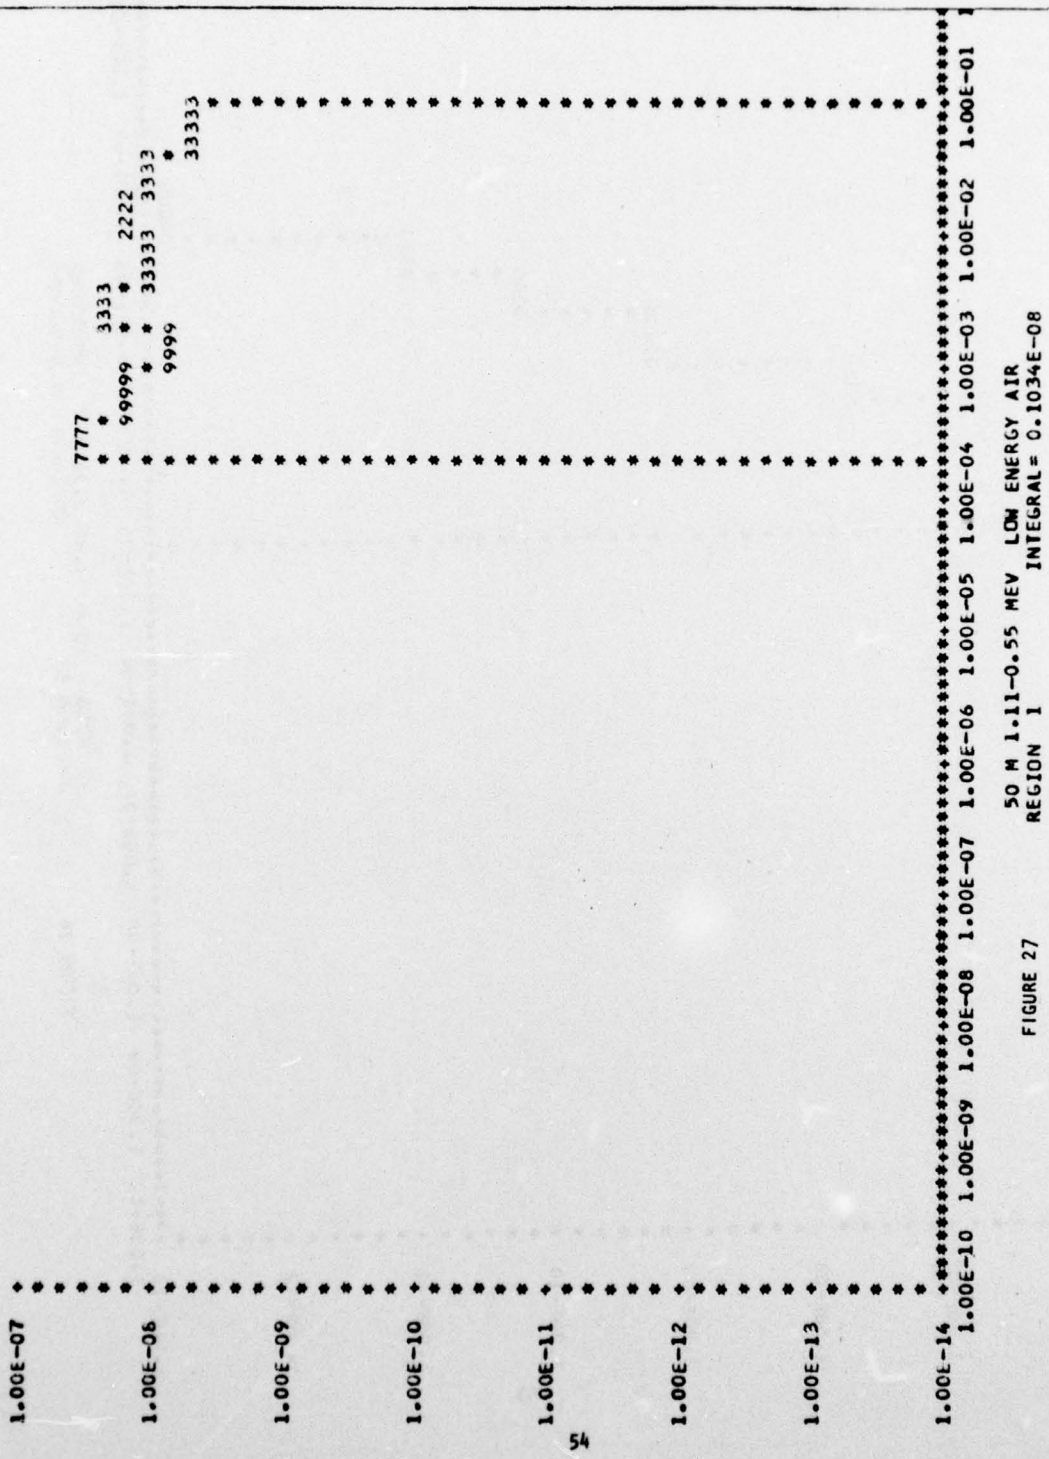 1.00E-07
7777
3333
99999 2222
1.00E-08 33333 3333
9999
33333
1.00E-09
1.00E-10
1.00E-11
1.00E-12
1.00E-13
1.00E-14
1.00E-10 1.00E-09 1.00E-08 1.00E-07 1.00E-06 1.00E-05 1.00E-04 1.00E-03 1.00E-02 1.00E-01 1
50 M 1.11-0.55 MEV LOW ENERGY AIR
REGION 1 INTEGRAL= 0.1034E-08
FIGURE 27
54